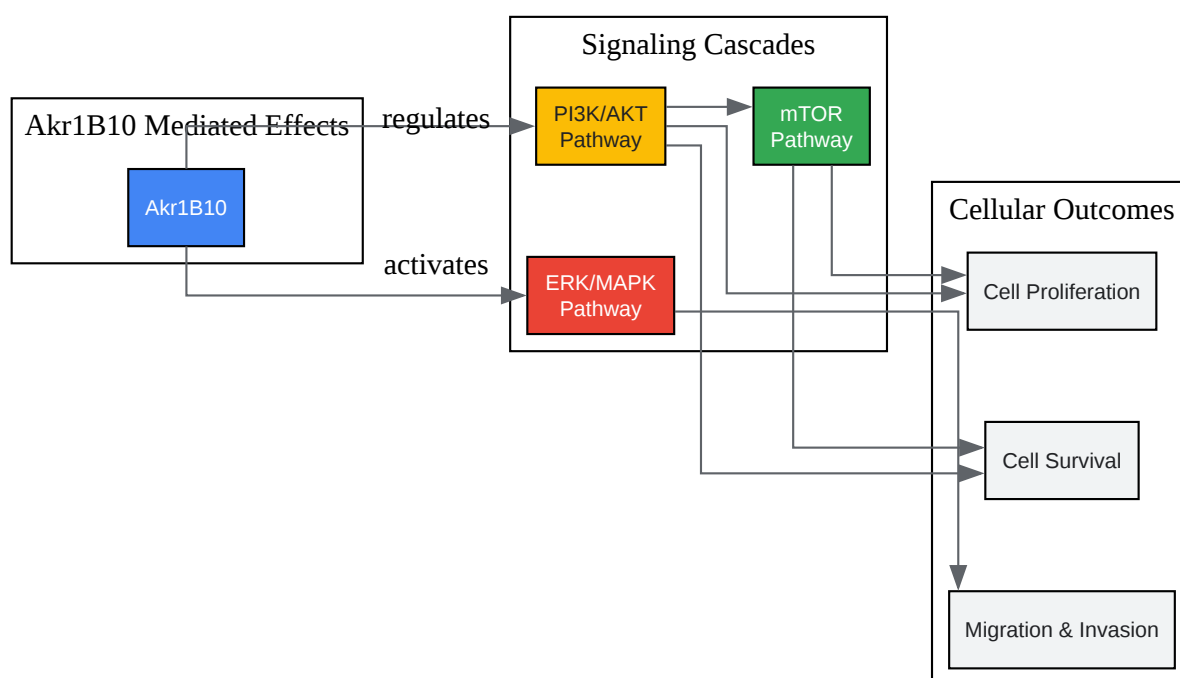 Signaling Cascades
Akr1B10 Mediated Effects
regulates
PI3K/AKT
Pathway
mTOR
Pathway
Akr1B10
Cellular Outcomes
activates
ERK/MAPK
Pathway
Cell Proliferation
Cell Survival
Migration & Invasion